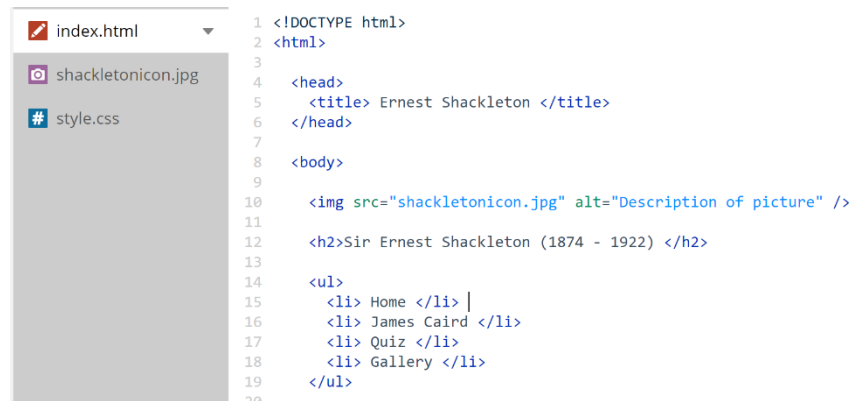 index.html
shackletonicon.jpg
# style.css
1 <!DOCTYPE html>
2 <html>
3
4 <head>
5 <title> Ernest Shackleton </title>
6 </head>
7
8 <body>
9
10 <img src="shackletonicon.jpg" alt="Description of picture" />
11
12 <h2>Sir Ernest Shackleton (1874 - 1922) </h2>
13
14 <ul>
15 <li> Home </li>
16 <li> James Caird </li>
17 <li> Quiz </li>
18 <li> Gallery </li>
19 </ul>
20